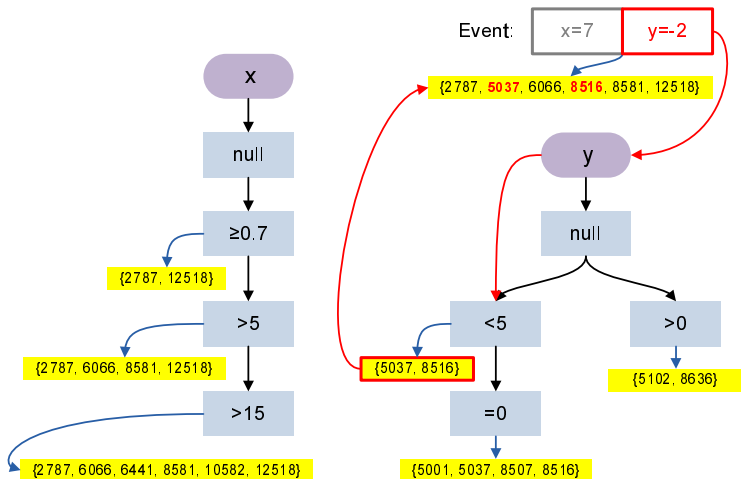 Event: x=7 y=-2
x
{2787, 5037, 6066, 8516, 8581, 12518}
null
y
≥0.7
null
{2787, 12518}
>5
<5
>0
{2787, 6066, 8581, 12518}
{5037, 8516}
{5102, 8636}
>15
=0
{2787, 6066, 6441, 8581, 10582, 12518}
{5001, 5037, 8507, 8516}